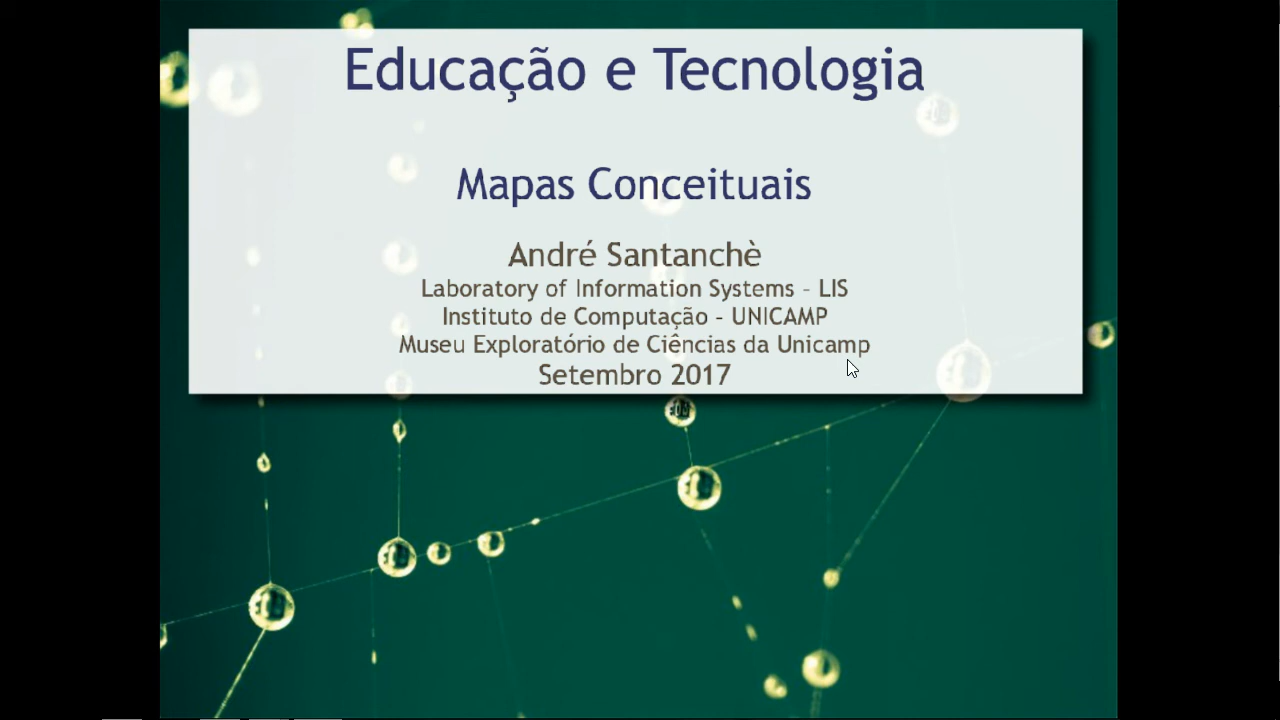 Educação e Tecnologia
Mapas Conceituais
André Santanchè
Laboratory of Information Systems – LIS
Instituto de Computação – UNICAMP
Museu Exploratório de Ciências da Unicamp
Setembro 2017